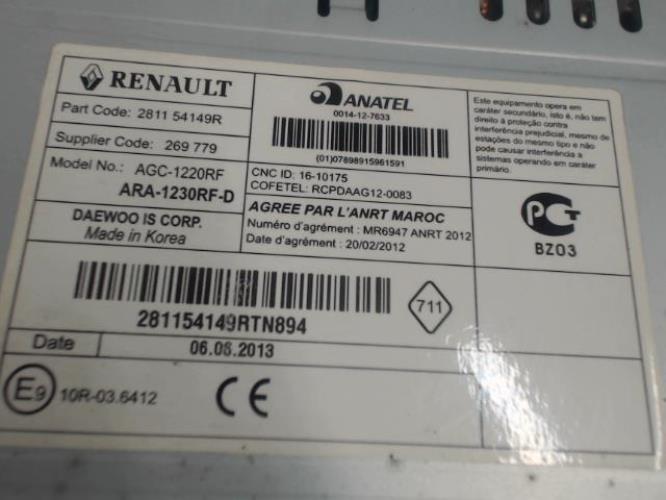 RENAULT
Part Code: 2811 54149R
Supplier Code: 269 779
Model No.: AGC-1220RF
ARA-1230RF-D
DAEWOO IS CORP.
Made in Korea
ANATEL
0014-12-7633
(01)07898915961591
CNC ID: 16-10175
COFETEL: RCPDAAG12-0083
AGREE PAR L'ANRT MAROC
Numéro d'agrément : MR6947 ANRT 2012
Date d'agrément : 20/02/2012
Este equipamento opera em
caráter secundário, isto é, não tem
direito à proteção contra
interferência prejudicial, mesmo de
estações do mesmo tipo e não
pode causar interferência a
sistemas operando em caráter
primário.
PCT
BZ03
281154149RTN894
711
Date 06.06.2013
E9 10R-03.6412
CE